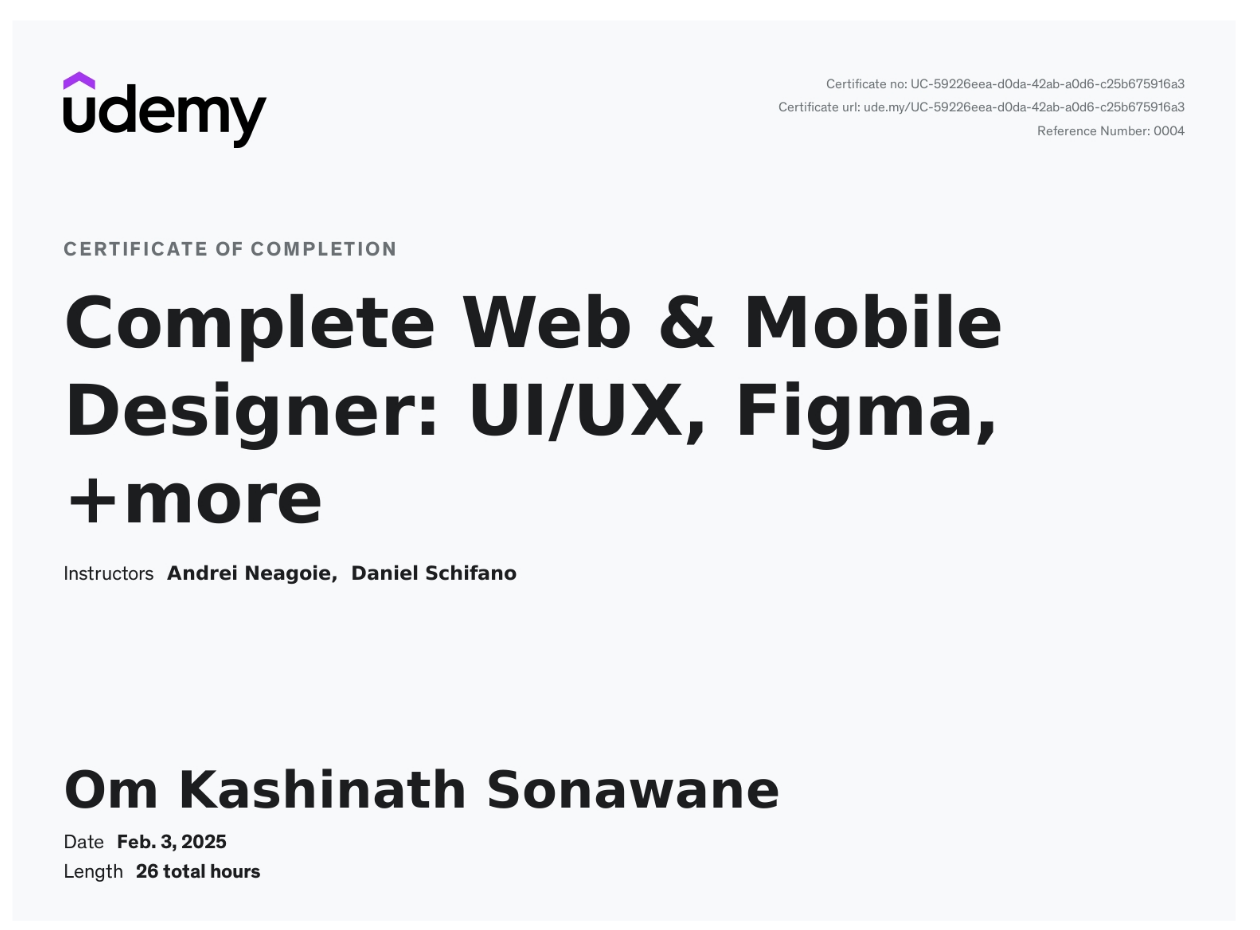 udemy
Certificate no: UC-59226eea-d0da-42ab-a0d6-c25b675916a3
Certificate url: ude.my/UC-59226eea-d0da-42ab-a0d6-c25b675916a3
Reference Number: 0004
CERTIFICATE OF COMPLETION
Complete Web & Mobile
Designer: UI/UX, Figma,
+more
Instructors Andrei Neagoie, Daniel Schifano
Om Kashinath Sonawane
Date Feb. 3, 2025
Length 26 total hours